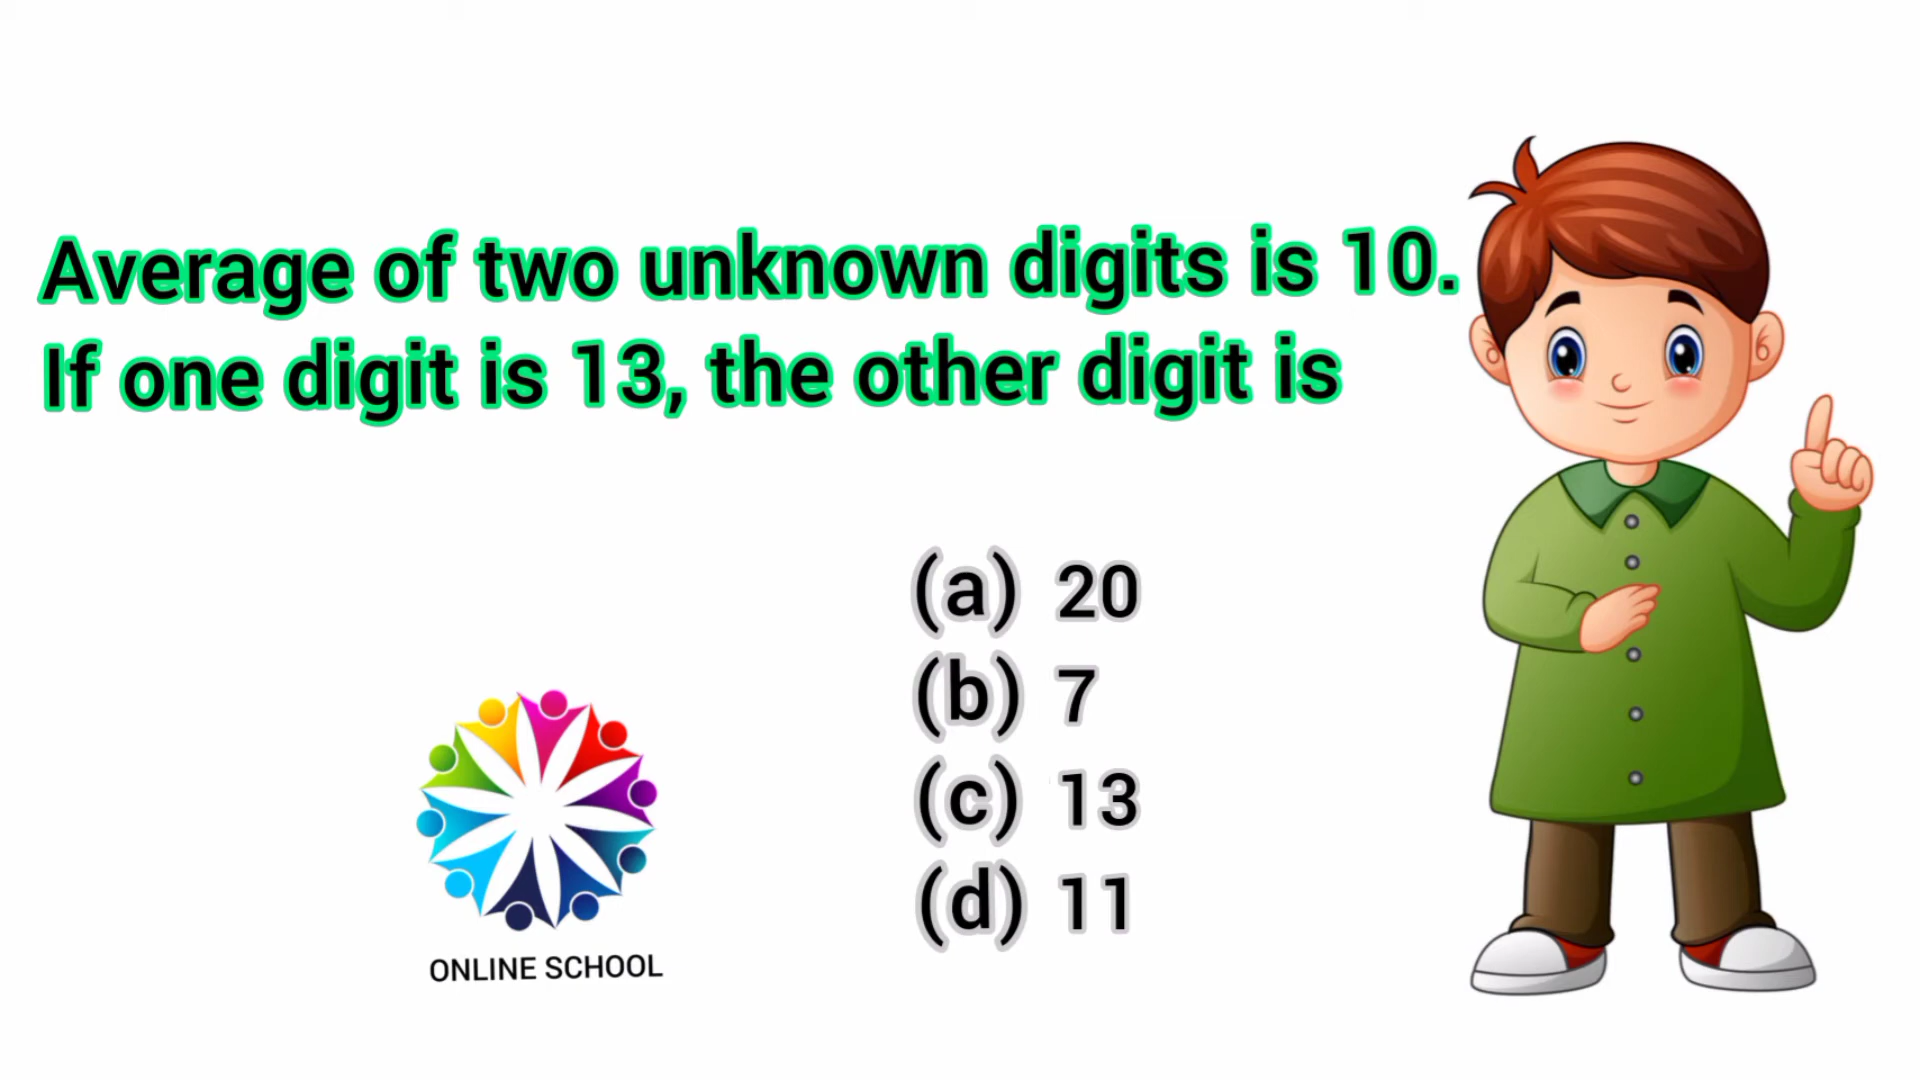 Average of two unknown digits is 10.
If one digit is 13, the other digit is
(a) 20
(b) 7
(c) 13
(d) 11
ONLINE SCHOOL